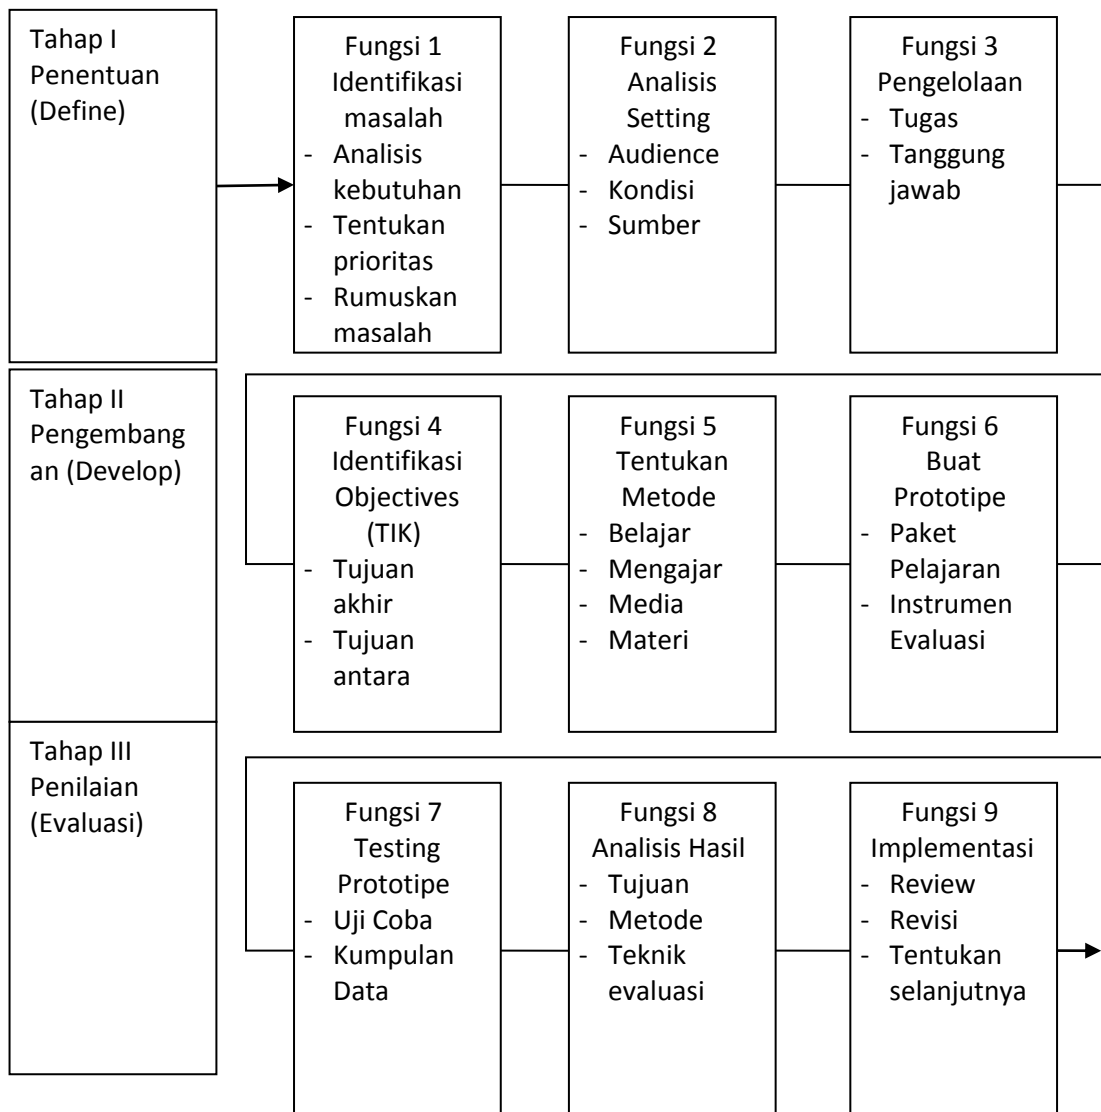 Tahap I
Penentuan
(Define)
Fungsi 1
Identifikasi
masalah
- Analisis
kebutuhan
- Tentukan
prioritas
- Rumuskan
masalah
Fungsi 2
Analisis
Setting
- Audience
- Kondisi
- Sumber
Fungsi 3
Pengelolaan
- Tugas
- Tanggung
jawab
Tahap II
Pengembang
an (Develop)
Fungsi 4
Identifikasi
Objectives
(TIK)
- Tujuan
akhir
- Tujuan
antara
Fungsi 5
Tentukan
Metode
- Belajar
- Mengajar
- Media
- Materi
Fungsi 6
Buat
Prototipe
- Paket
Pelajaran
- Instrumen
Evaluasi
Tahap III
Penilaian
(Evaluasi)
Fungsi 7
Testing
Prototipe
- Uji Coba
- Kumpulan
Data
Fungsi 8
Analisis Hasil
- Tujuan
- Metode
- Teknik
evaluasi
Fungsi 9
Implementasi
- Review
- Revisi
- Tentukan
selanjutnya